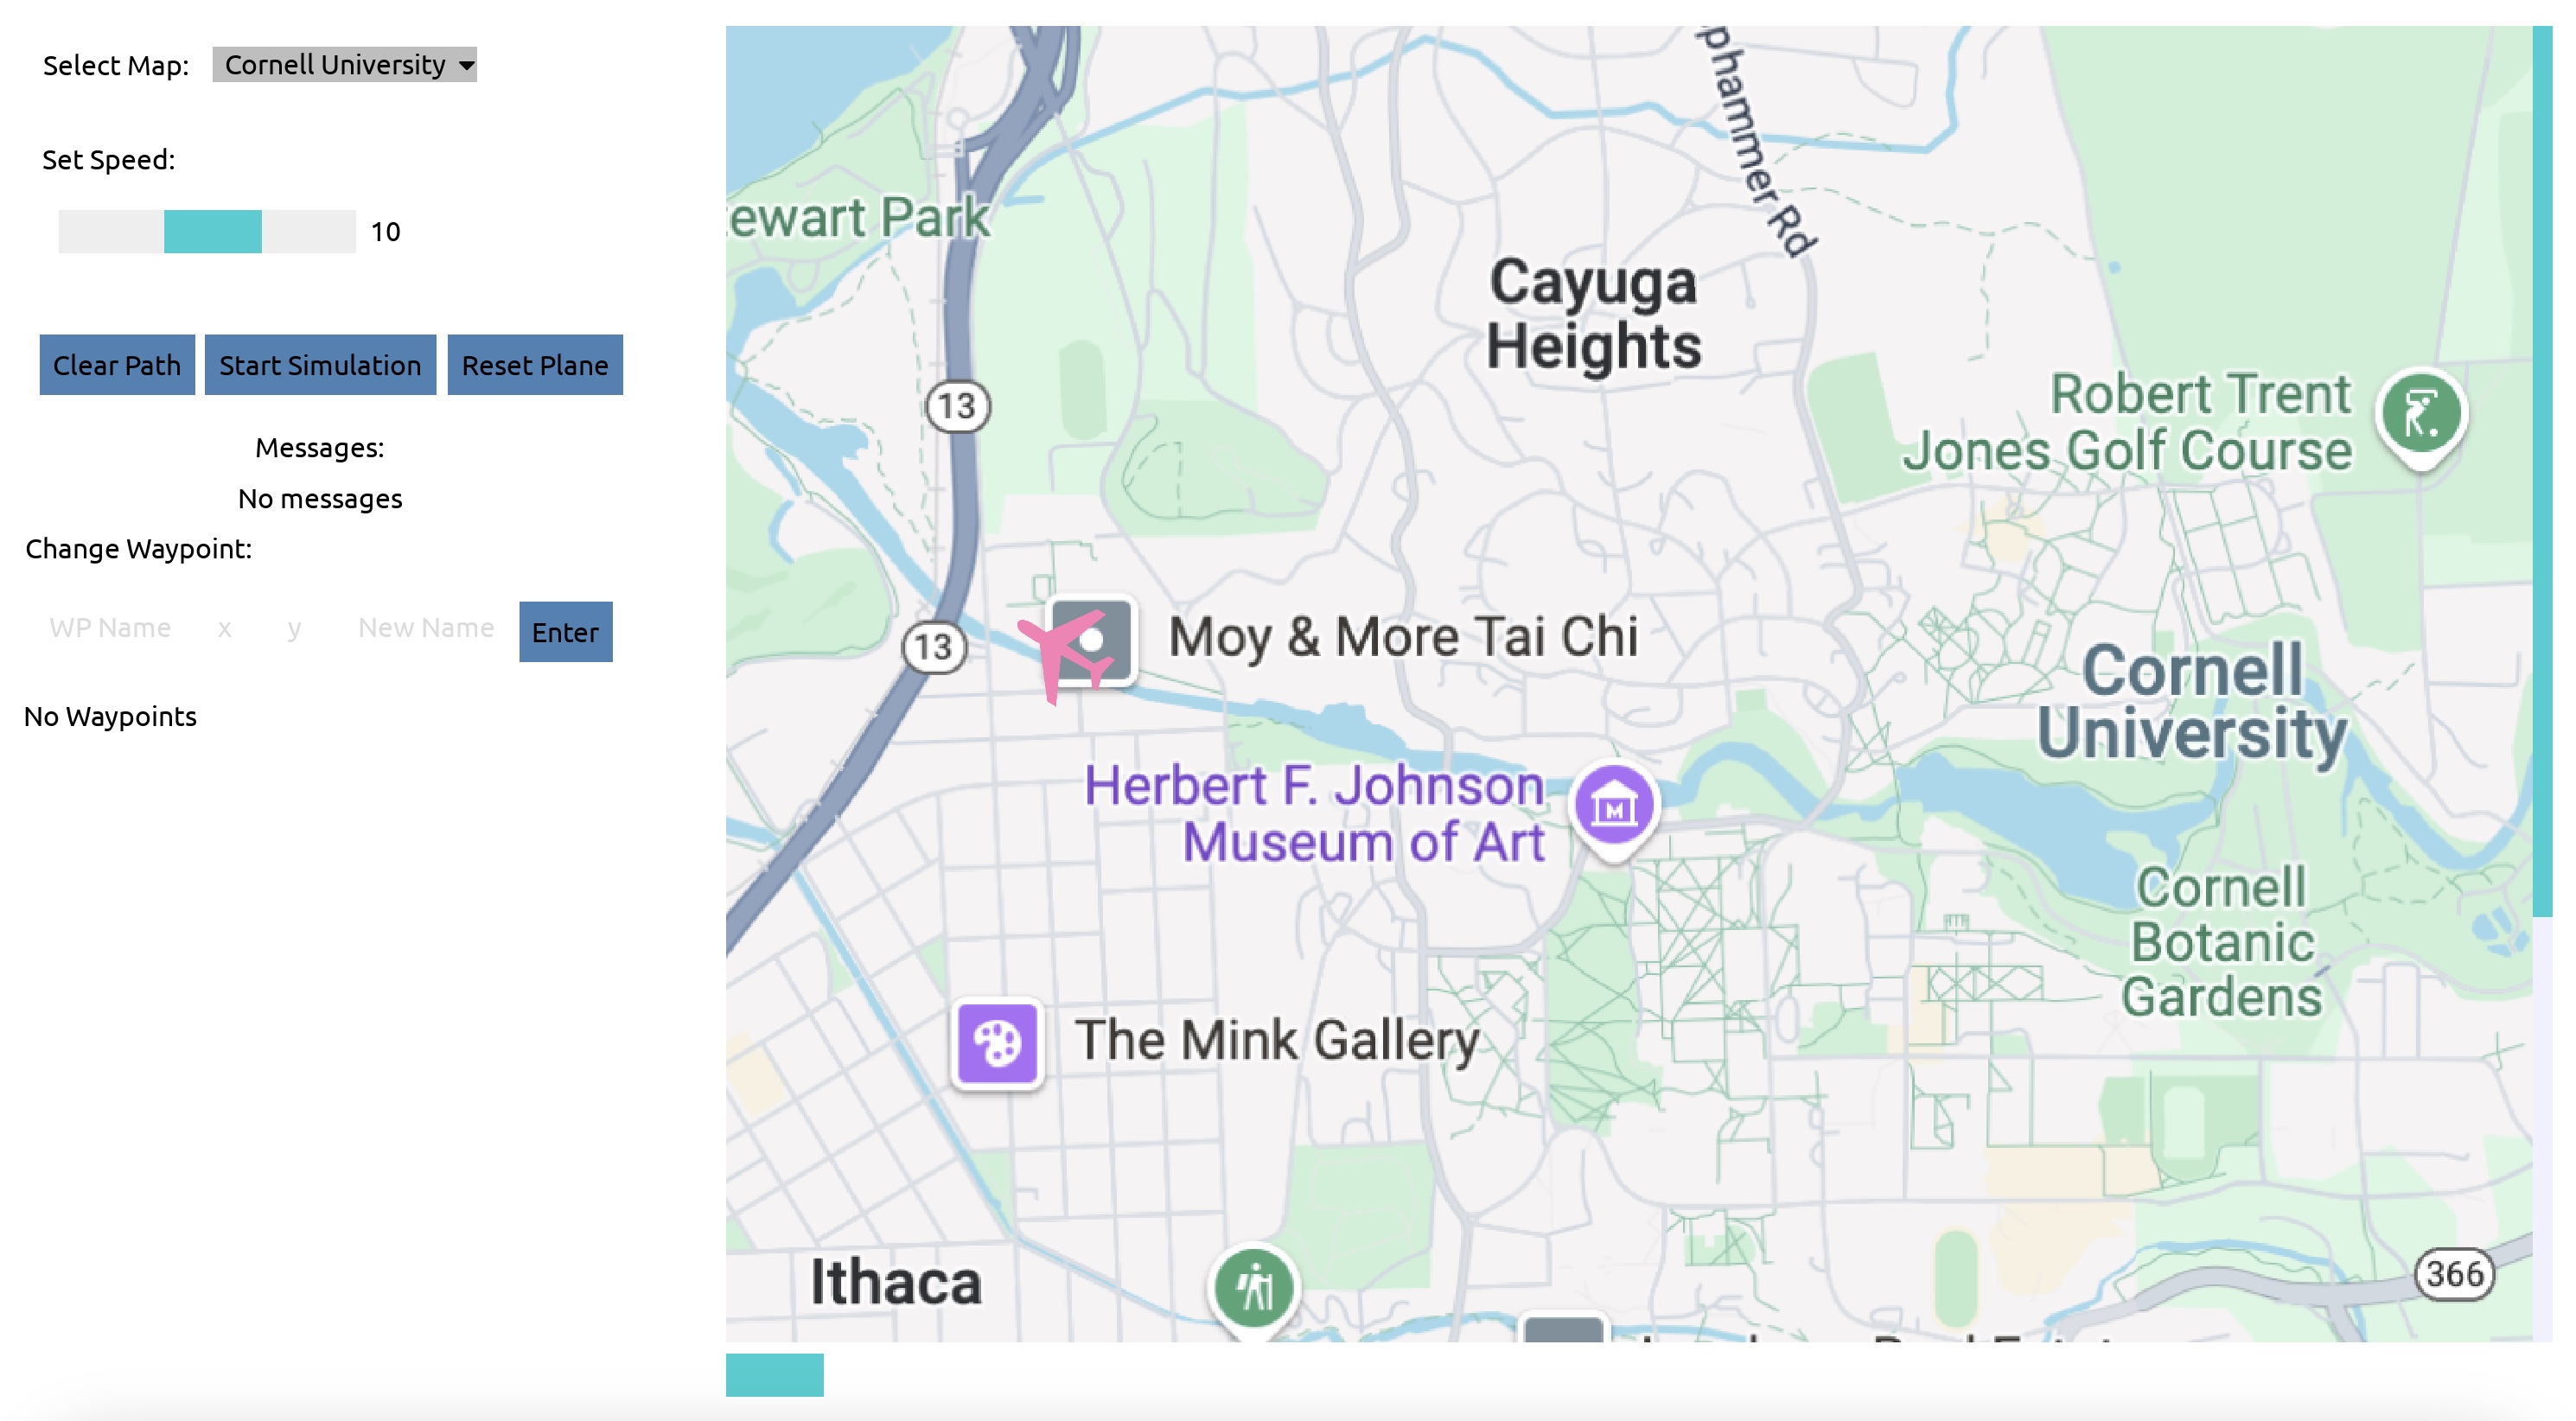 Select Map: Cornell University
Set Speed:
10
Clear Path Start Simulation Reset Plane
Messages:
No messages
Change Waypoint:
WP Name x y New Name Enter
No Waypoints
phammer Rd
ewart Park
Cayuga
Heights
13
Robert Trent
Jones Golf Course
13
Moy & More Tai Chi
Cornell
University
Herbert F. Johnson
Museum of Art
M
Cornell
Botanic
Gardens
The Mink Gallery
Ithaca
366